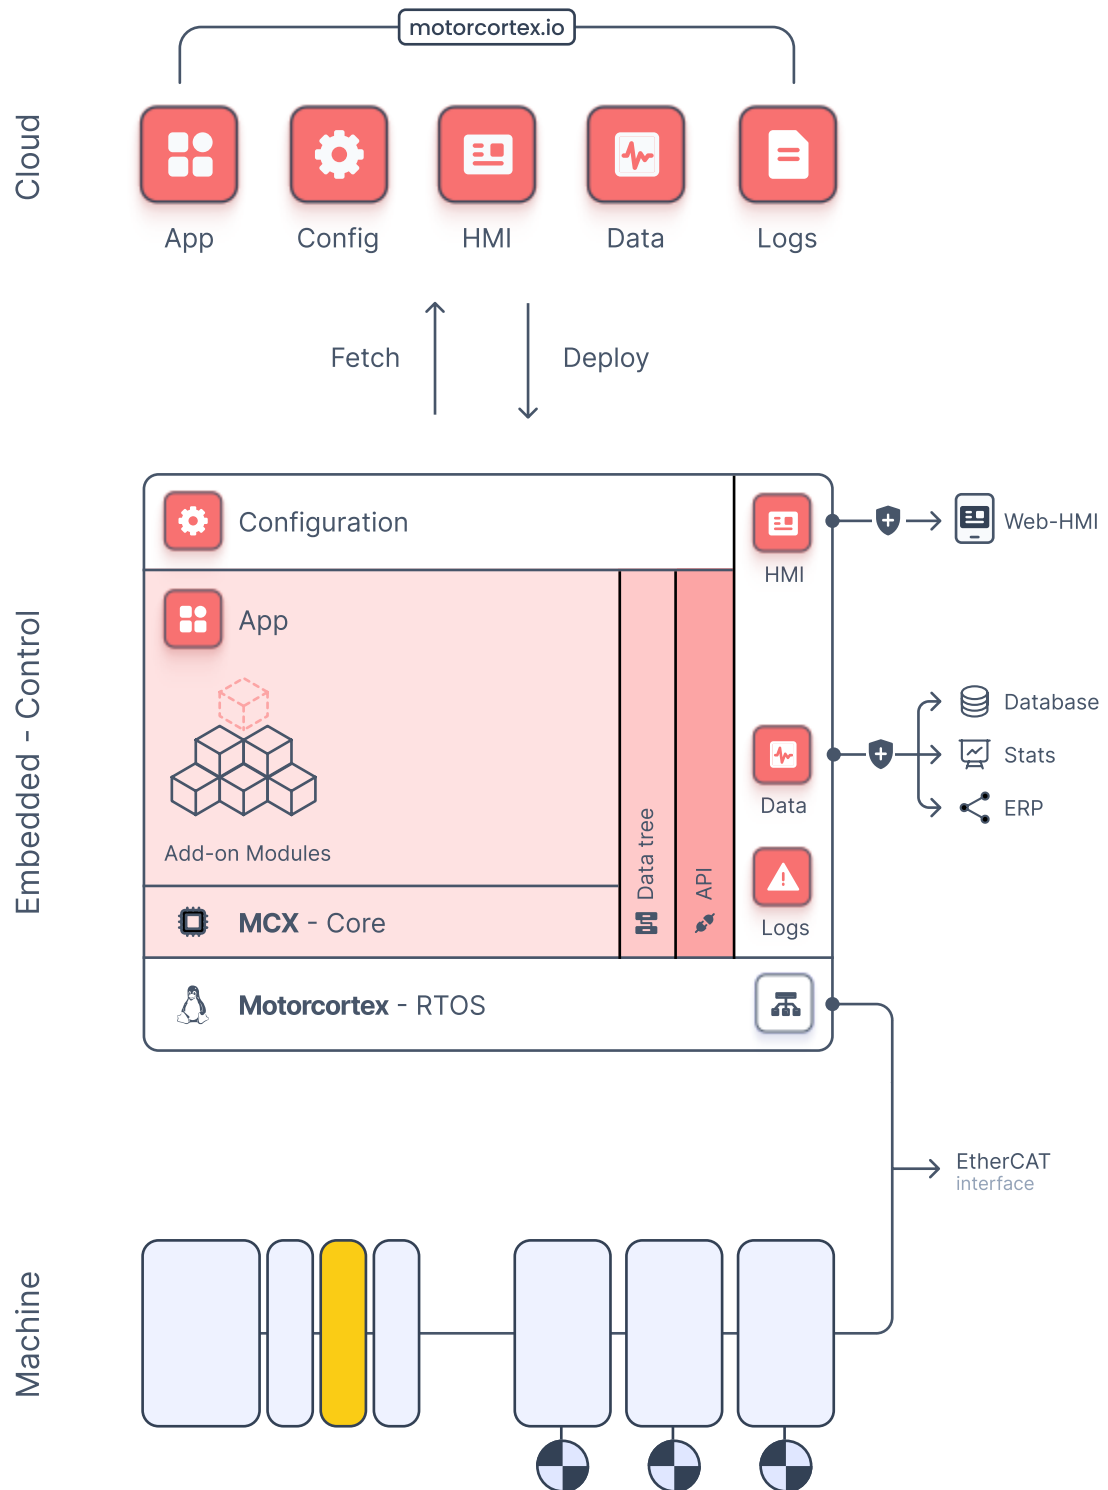 motorcortex.io
Cloud
App
Config
HMI
Data
Logs
Fetch
Deploy
Embedded - Control
Configuration
HMI
Web-HMI
App
Add-on Modules
Data tree
API
Data
Database
Stats
ERP
Logs
MCX - Core
Motorcortex - RTOS
EtherCAT
interface
Machine